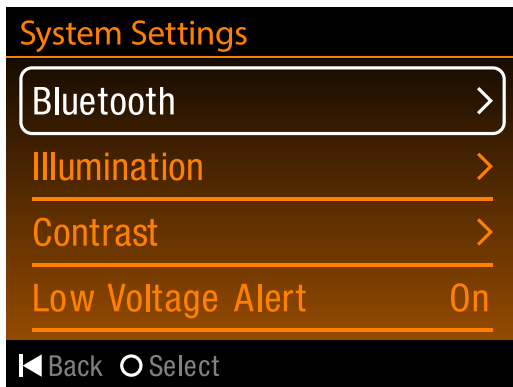 System Settings
Bluetooth
Illumination
Contrast
Low Voltage Alert On
Back Select